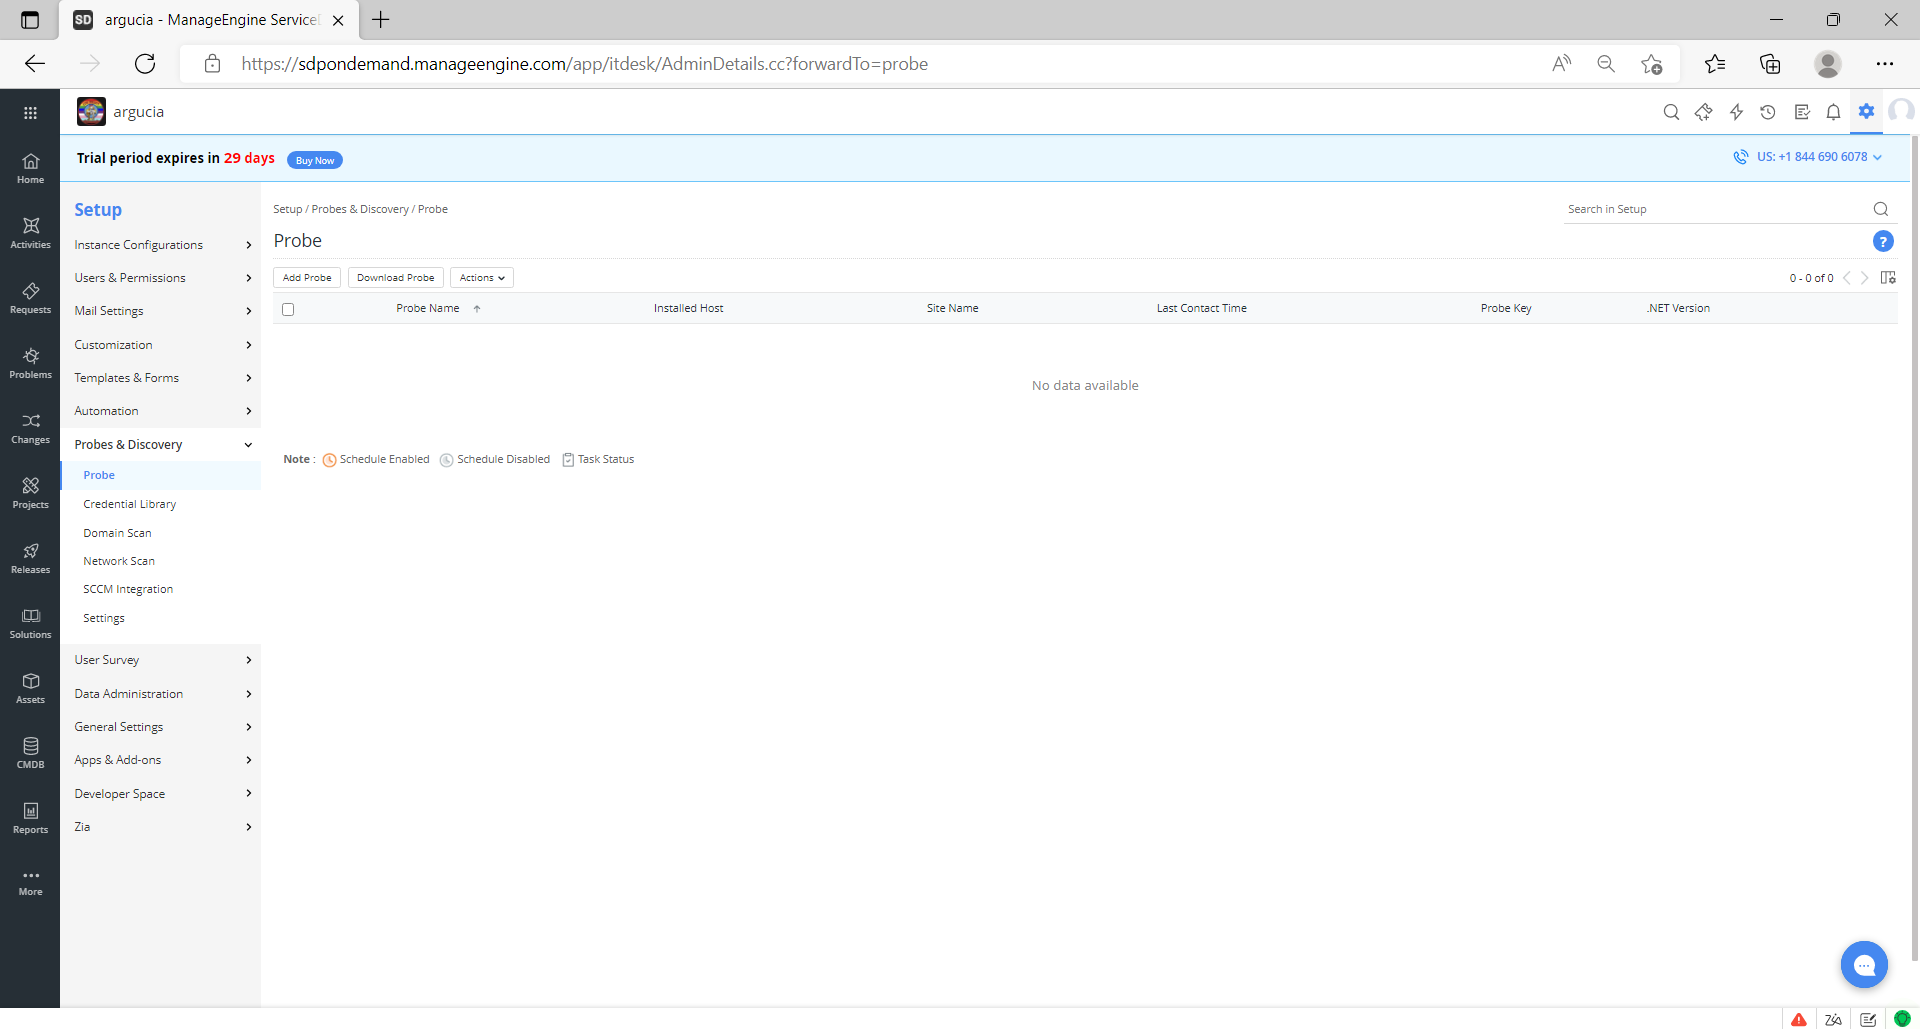 SD argucia - ManageEngine Service
https://sdpondemand.manageengine.com/app/itdesk/AdminDetails.cc?forwardTo=probe
argucia
Trial period expires in 29 days
Buy Now
US: +1 844 690 6078
Home
Activities
Requests
Problems
Changes
Projects
Releases
Solutions
Assets
CMDB
Reports
More
Setup
Instance Configurations
Users & Permissions
Mail Settings
Customization
Templates & Forms
Automation
Probes & Discovery
Probe
Credential Library
Domain Scan
Network Scan
SCCM Integration
Settings
User Survey
Data Administration
General Settings
Apps & Add-ons
Developer Space
Zia
Setup / Probes & Discovery / Probe
Search in Setup
Probe
?
Add Probe Download Probe Actions
0 - 0 of 0
Probe Name Installed Host Site Name Last Contact Time Probe Key .NET Version
No data available
Note : Schedule Enabled Schedule Disabled Task Status